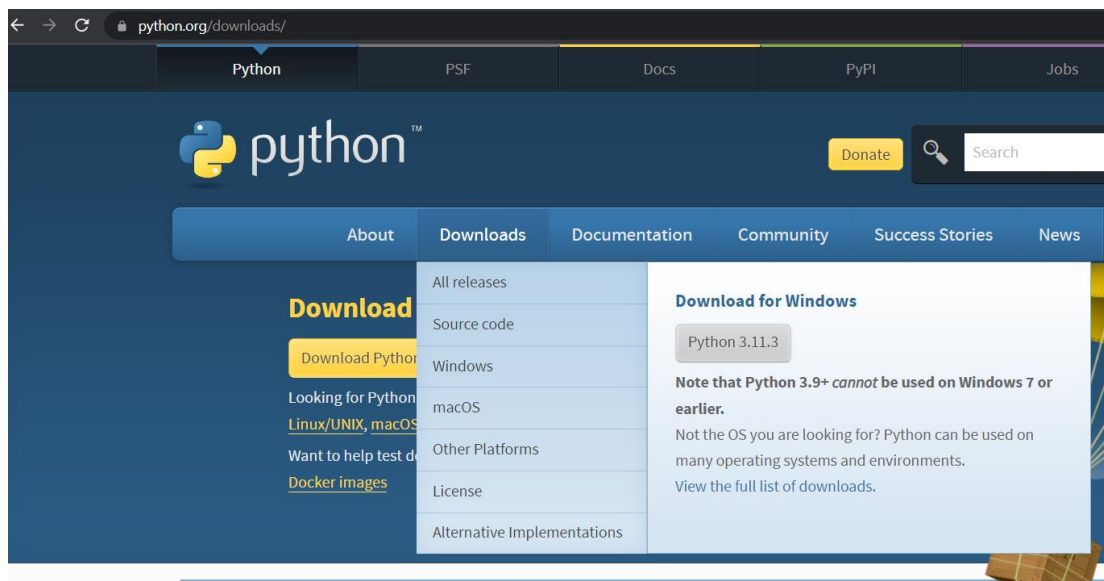 python.org/downloads/
Python PSF Docs PyPI Jobs
python™
Donate Search
About Downloads Documentation Community Success Stories News
All releases
Source code
Windows
macOS
Other Platforms
License
Alternative Implementations
Download for Windows
Python 3.11.3
Note that Python 3.9+ cannot be used on Windows 7 or
earlier.
Not the OS you are looking for? Python can be used on
many operating systems and environments.
View the full list of downloads.
Download
Download Python
Looking for Python
Linux/UNIX, macOS
Want to help test
Docker images